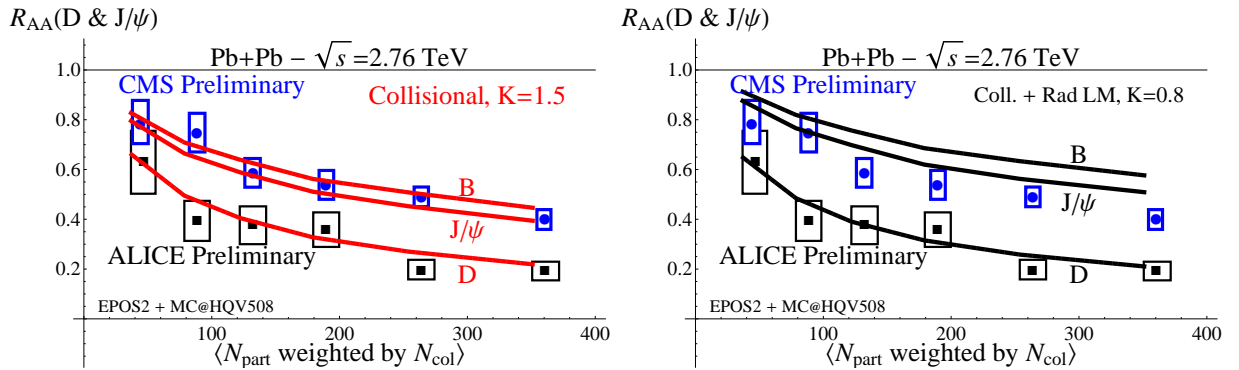 R_AA(D & J/ψ)
Pb+Pb − √s =2.76 TeV
1.0
CMS Preliminary
Collisional, K=1.5
0.8
0.6
B
0.4
J/ψ
ALICE Preliminary
0.2
D
EPOS2 + MC@HQV508
100 200 300 400
⟨N_part weighted by N_col⟩
R_AA(D & J/ψ)
Pb+Pb − √s =2.76 TeV
1.0
CMS Preliminary
Coll. + Rad LM, K=0.8
0.8
B
0.6
J/ψ
0.4
ALICE Preliminary
0.2
D
EPOS2 + MC@HQV508
100 200 300 400
⟨N_part weighted by N_col⟩